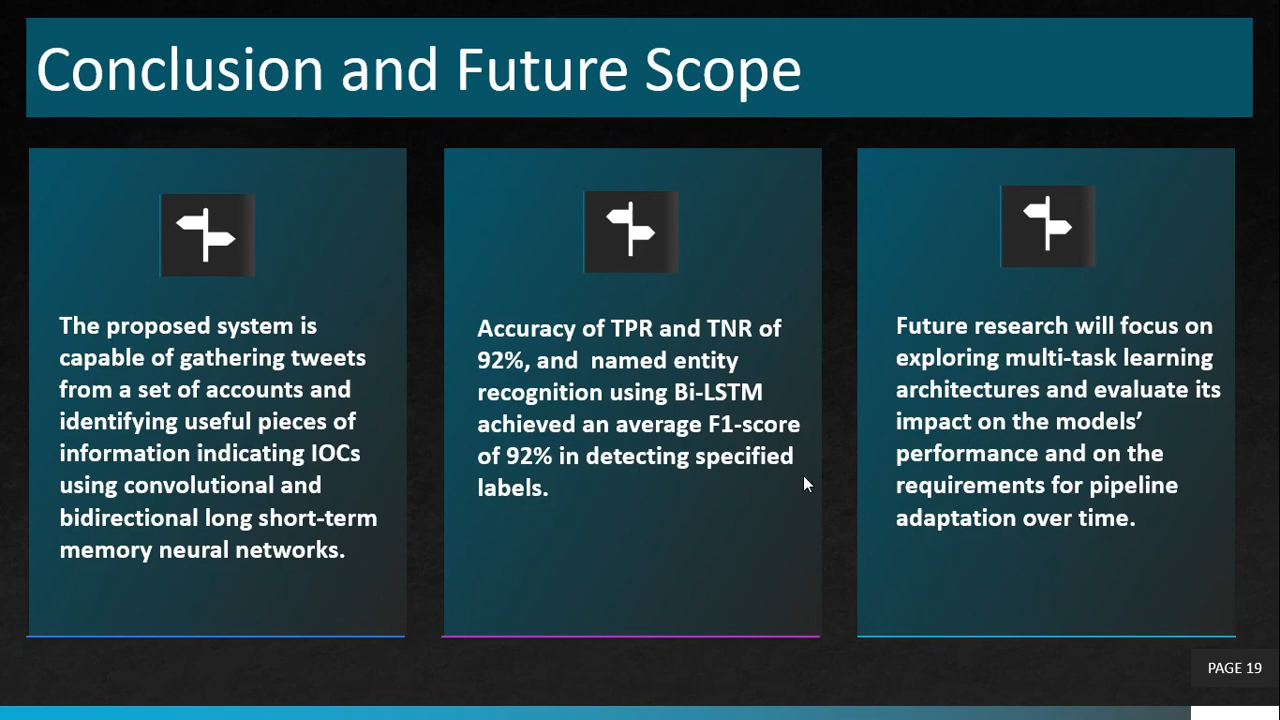 Conclusion and Future Scope
The proposed system is
capable of gathering tweets
from a set of accounts and
identifying useful pieces of
information indicating IOCs
using convolutional and
bidirectional long short-term
memory neural networks.
Accuracy of TPR and TNR of
92%, and  named entity
recognition using Bi-LSTM
achieved an average F1-score
of 92% in detecting specified
labels.
Future research will focus on
exploring multi-task learning
architectures and evaluate its
impact on the models’
performance and on the
requirements for pipeline
adaptation over time.
PAGE 19